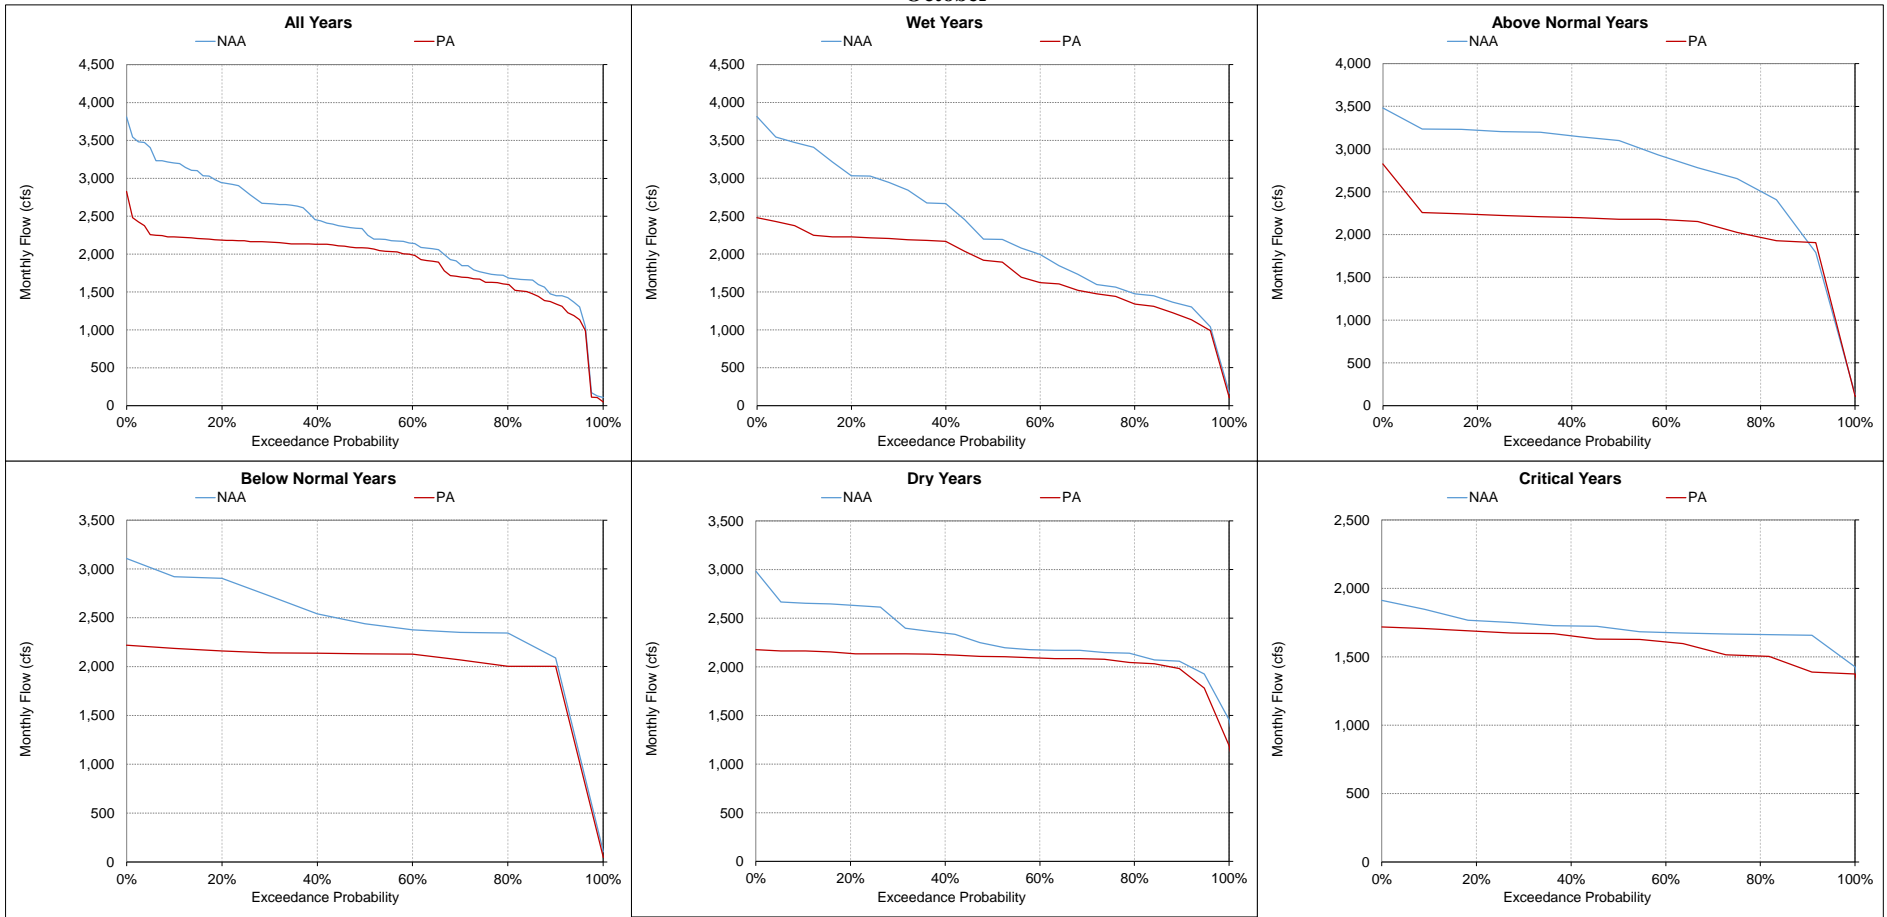 All Years
NAA PA
4,500
4,000
3,500
3,000
2,500
2,000
1,500
1,000
500
0
Monthly Flow (cfs)
0% 20% 40% 60% 80% 100%
Exceedance Probability
Wet Years
NAA PA
4,500
4,000
3,500
3,000
2,500
2,000
1,500
1,000
500
0
Monthly Flow (cfs)
0% 20% 40% 60% 80% 100%
Exceedance Probability
Above Normal Years
NAA PA
4,000
3,500
3,000
2,500
2,000
1,500
1,000
500
0
Monthly Flow (cfs)
0% 20% 40% 60% 80% 100%
Exceedance Probability
Below Normal Years
NAA PA
3,500
3,000
2,500
2,000
1,500
1,000
500
0
Monthly Flow (cfs)
0% 20% 40% 60% 80% 100%
Exceedance Probability
Dry Years
NAA PA
3,500
3,000
2,500
2,000
1,500
1,000
500
0
Monthly Flow (cfs)
0% 20% 40% 60% 80% 100%
Exceedance Probability
Critical Years
NAA PA
2,500
2,000
1,500
1,000
500
0
Monthly Flow (cfs)
0% 20% 40% 60% 80% 100%
Exceedance Probability